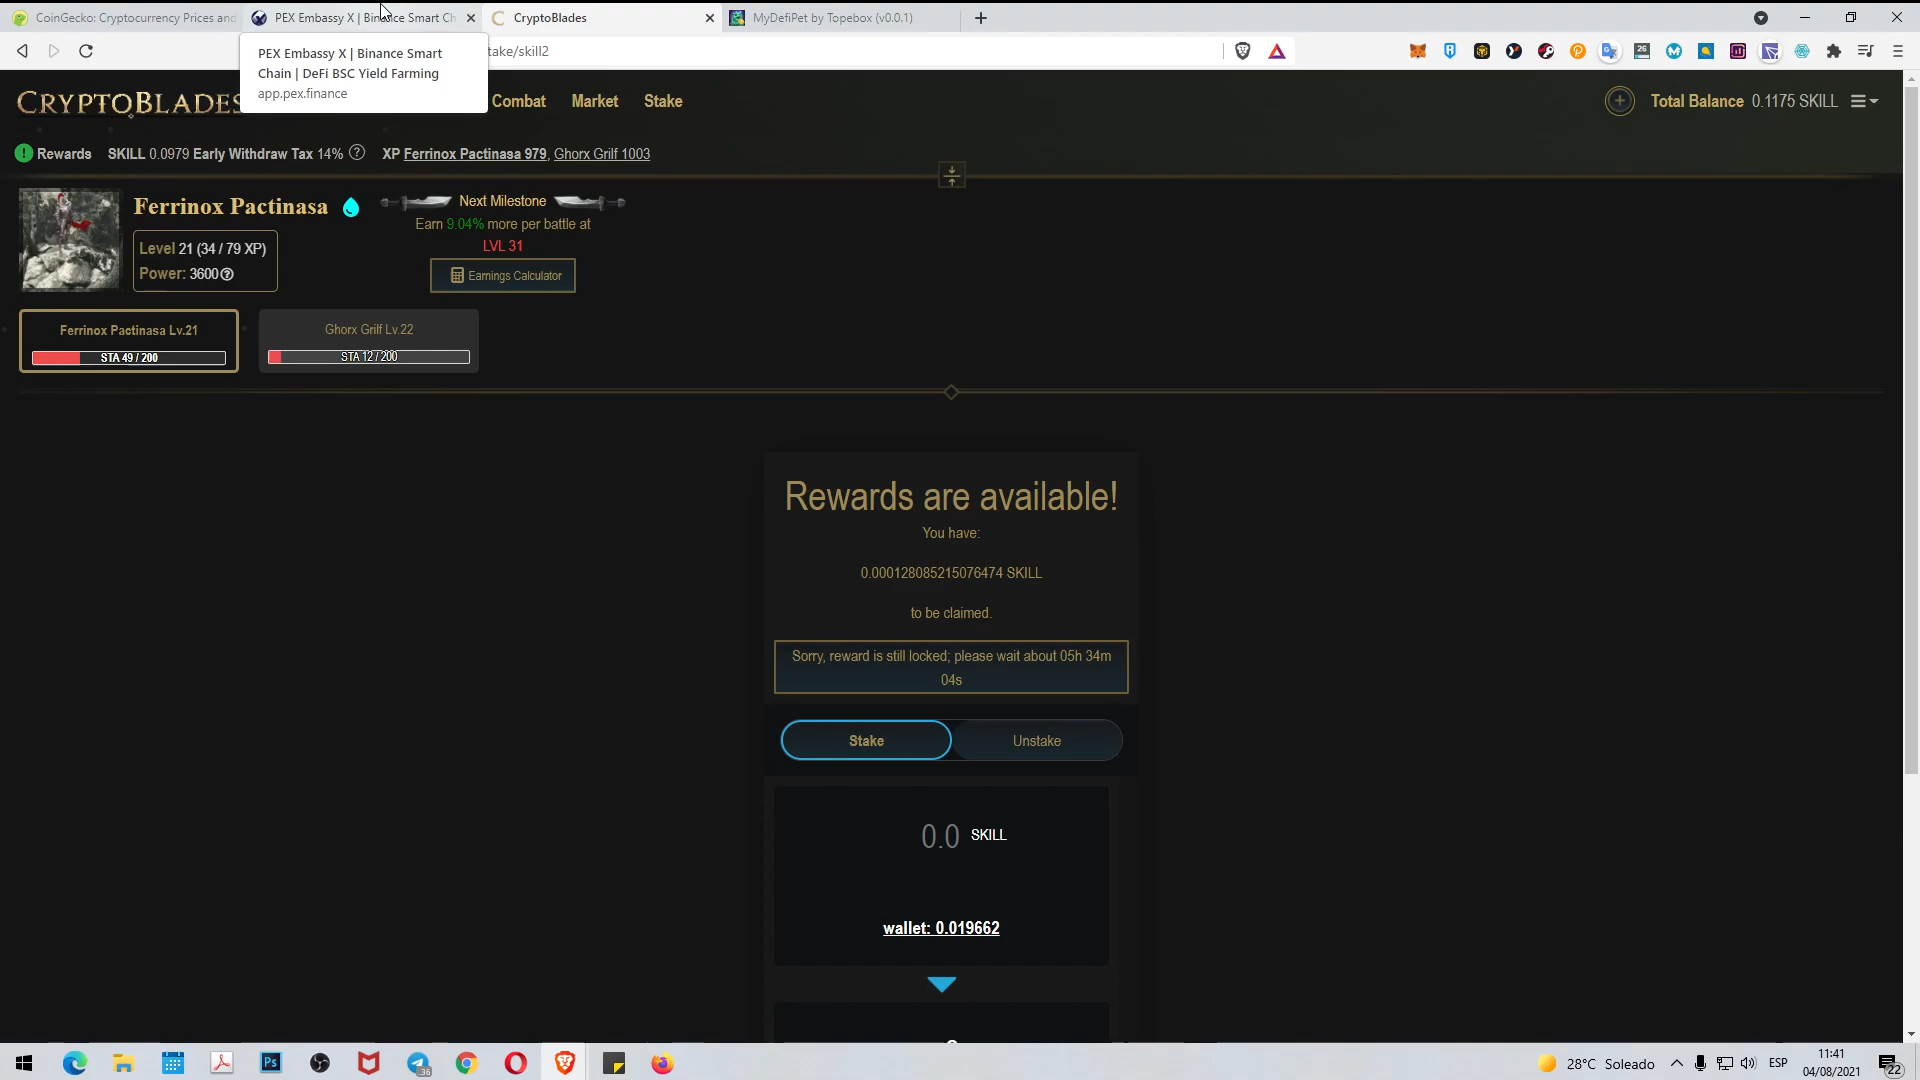 CoinGecko: Cryptocurrency Prices and
PEX Embassy X | Binance Smart Ch
CryptoBlades
MyDefiPet by Topebox (v0.0.1)
PEX Embassy X | Binance Smart
Chain | DeFi BSC Yield Farming
app.pex.finance
take/skill2
26
CRYPTOBLADES
Combat
Market
Stake
Total Balance 0.1175 SKILL
Rewards SKILL 0.0979 Early Withdraw Tax 14% XP Ferrinox Pactinasa 979, Ghorx Grilf 1003
Ferrinox Pactinasa
Level 21 (34 / 79 XP)
Power: 3600
Next Milestone
Earn 9.04% more per battle at
LVL 31
Earnings Calculator
Ferrinox Pactinasa Lv.21
STA 49 / 200
Ghorx Grilf Lv.22
STA 12 / 200
Rewards are available!
You have:
0.000128085215076474 SKILL
to be claimed.
Sorry, reward is still locked; please wait about 05h 34m
04s
Stake
Unstake
0.0 SKILL
wallet: 0.019662
Ps
36
28°C Soleado
ESP
11:41
04/08/2021
22